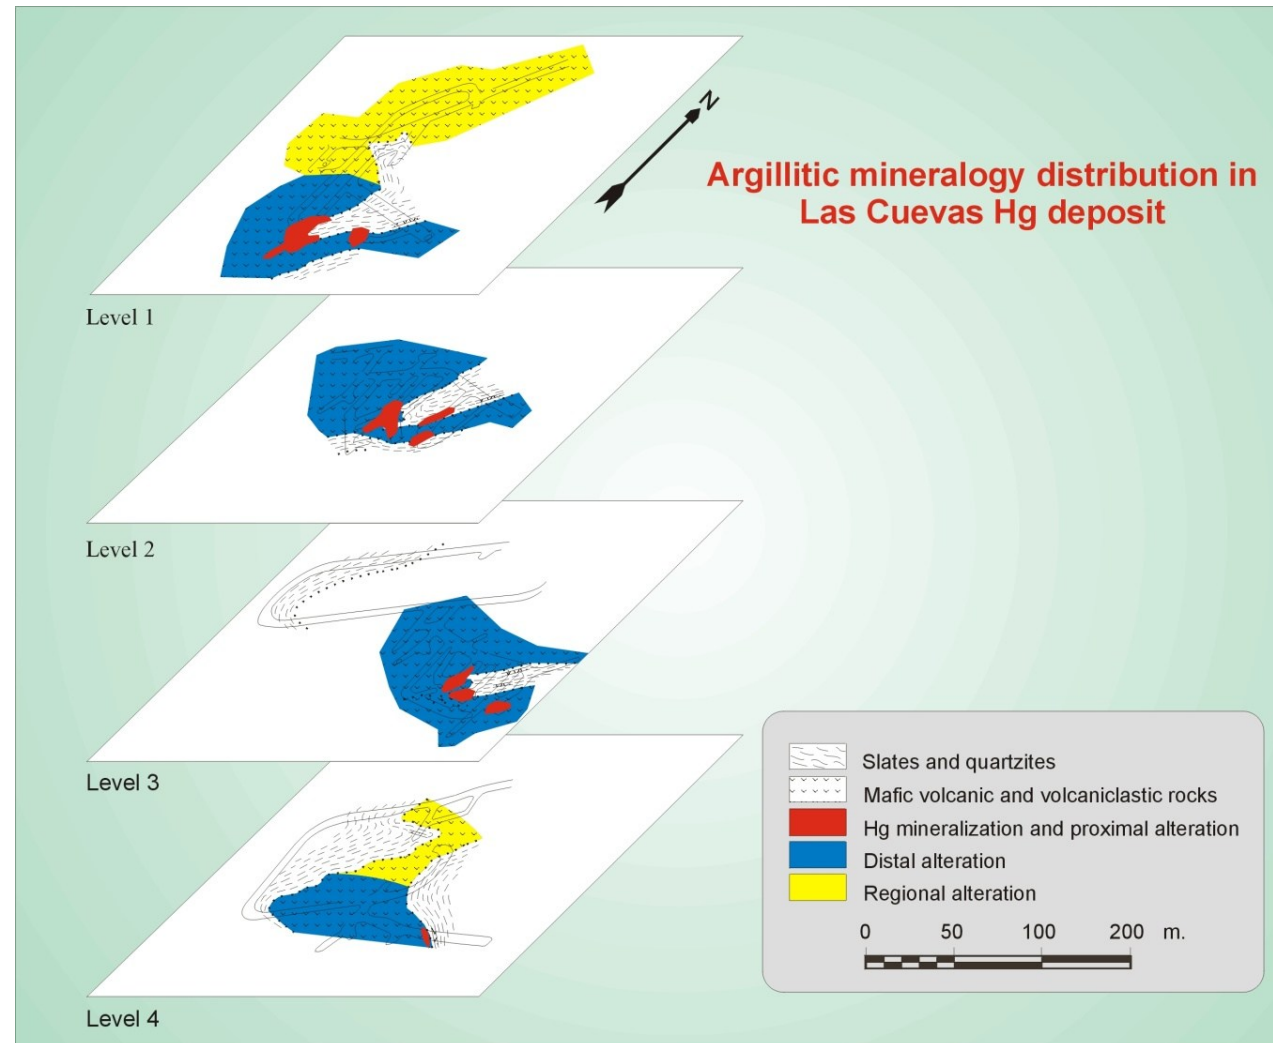 N
Argillitic mineralogy distribution in
Las Cuevas Hg deposit
Level 1
Level 2
Level 3
Level 4
Slates and quartzites
Mafic volcanic and volcaniclastic rocks
Hg mineralization and proximal alteration
Distal alteration
Regional alteration
0 50 100 200 m.